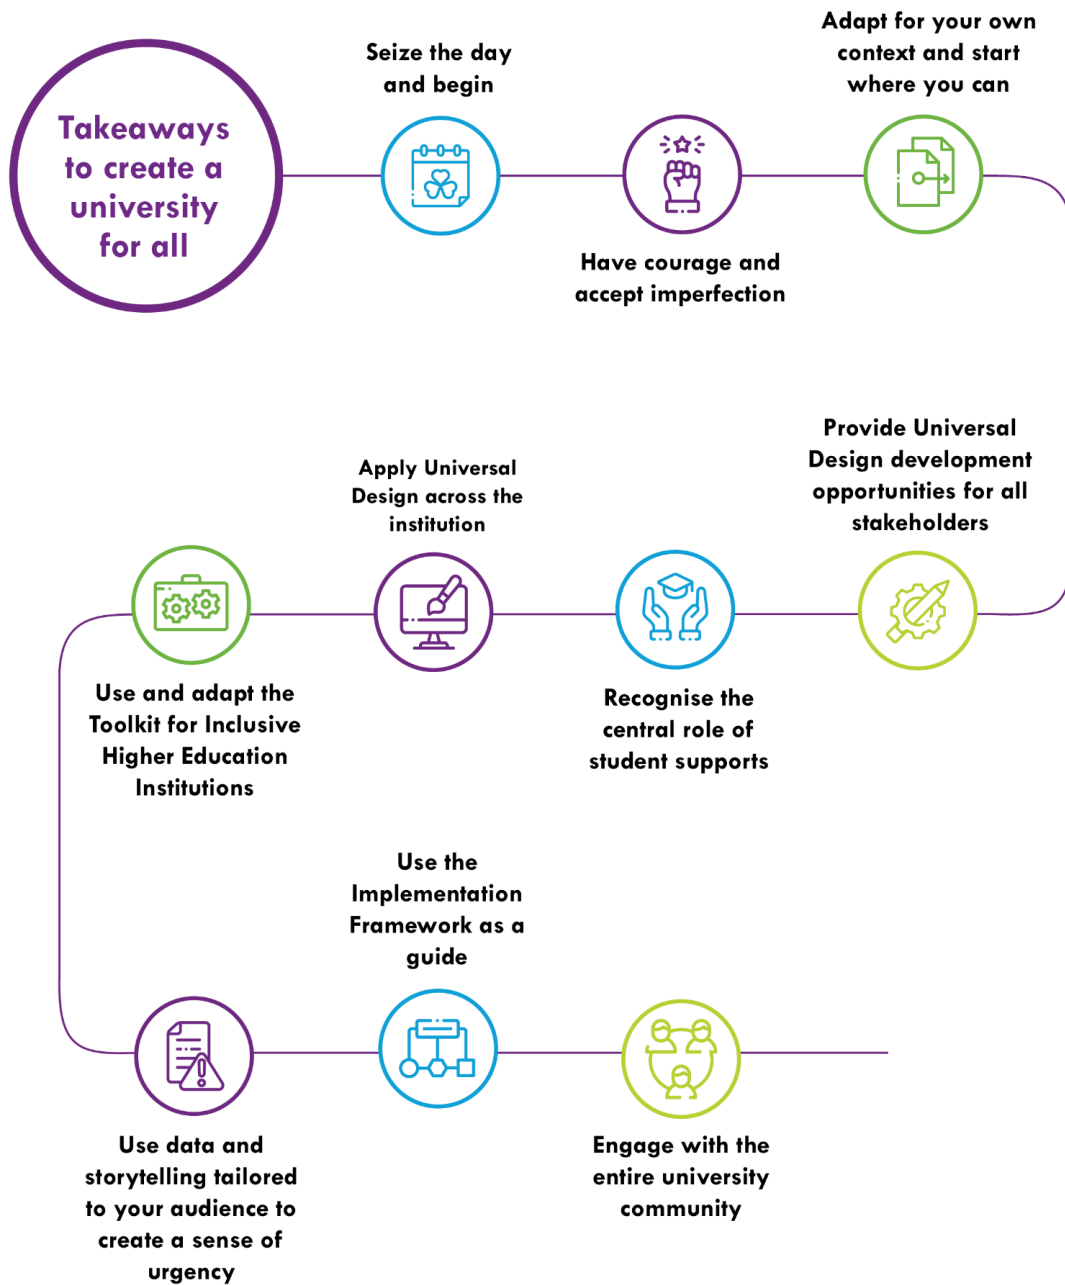 Takeaways
to create a
university
for all
Seize the day
and begin
Have courage and
accept imperfection
Adapt for your own
context and start
where you can
Provide Universal
Design development
opportunities for all
stakeholders
Recognise the
central role of
student supports
Apply Universal
Design across the
institution
Use and adapt the
Toolkit for Inclusive
Higher Education
Institutions
Use data and
storytelling tailored
to your audience to
create a sense of
urgency
Use the
Implementation
Framework as a
guide
Engage with the
entire university
community